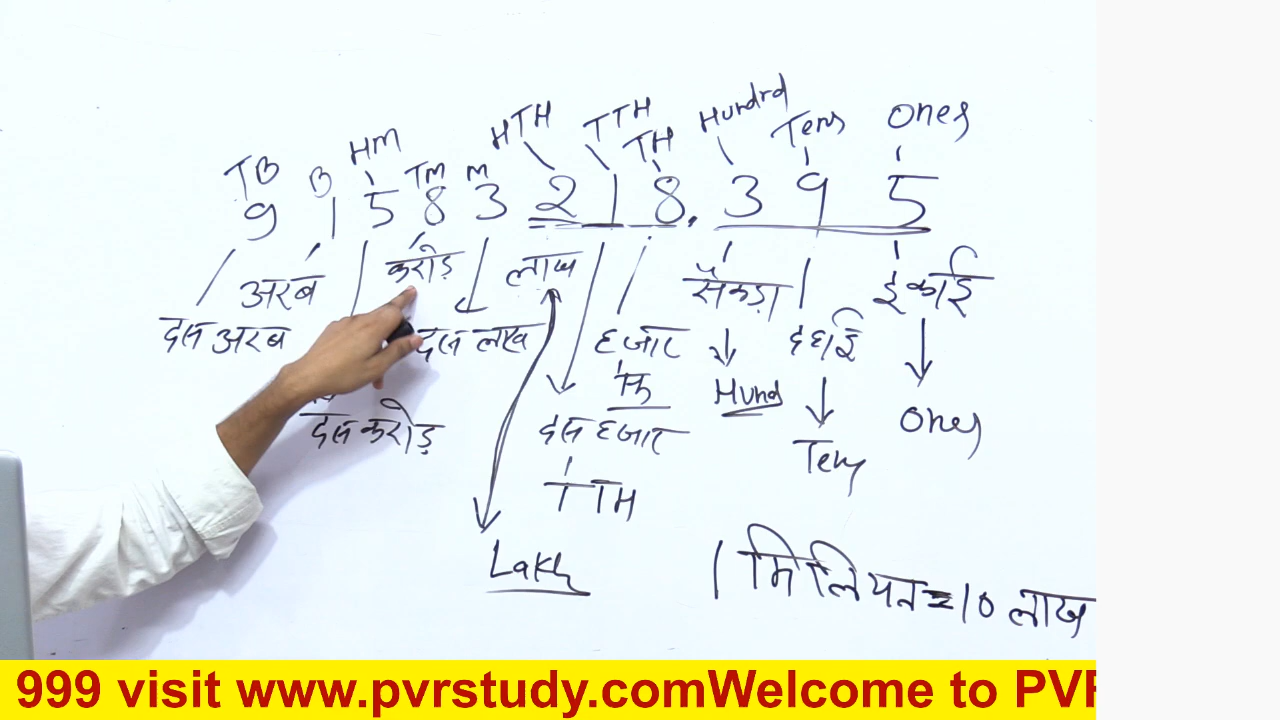 TB B HM TM M HTH TTH TH Hundrd Tens Ones
9 1 5 8 3 2 1 8, 3 9 5
अरब करोड़ लाख सैकड़ा इंकाई
दस अरब दस लाख हजार दहाई
TH Hund
दस करोड़ दस हजार Tens Ones
TTH
Lakh
1 मिलियन = 10 लाख
999 visit www.pvrstudy.comWelcome to PVR